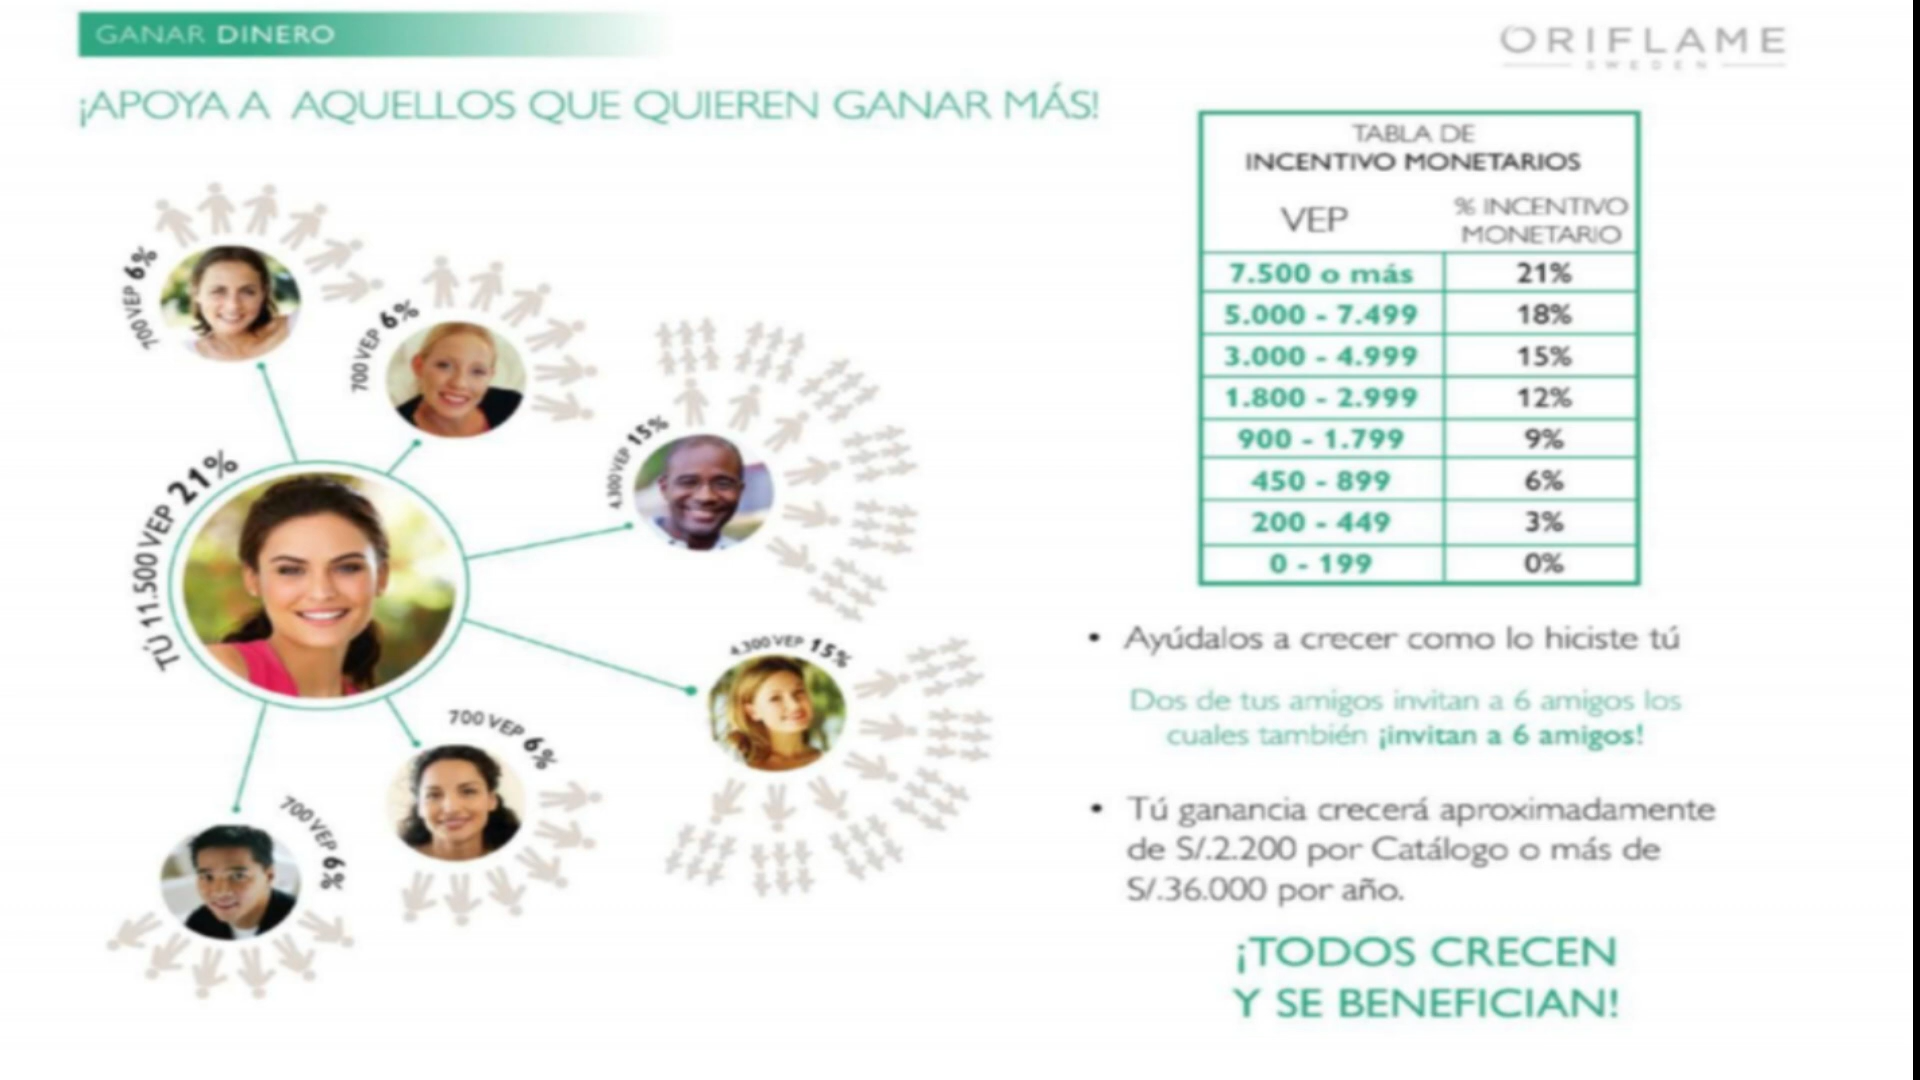 GANAR DINERO
ORIFLAME
SWEDEN
¡APOYA A AQUELLOS QUE QUIEREN GANAR MÁS!
TABLA DE
INCENTIVO MONETARIOS
VEP
% INCENTIVO
MONETARIO
7.500 o más 21%
5.000 - 7.499 18%
3.000 - 4.999 15%
1.800 - 2.999 12%
900 - 1.799 9%
450 - 899 6%
200 - 449 3%
0 - 199 0%
700 VEP 6%
700 VEP 6%
4.300 VEP 15%
TÚ 11.500 VEP 21%
4.300 VEP 15%
700 VEP 6%
700 VEP 6%
• Ayúdalos a crecer como lo hiciste tú
Dos de tus amigos invitan a 6 amigos los
cuales también ¡invitan a 6 amigos!
• Tú ganancia crecerá aproximadamente
de S/.2.200 por Catálogo o más de
S/.36.000 por año.
¡TODOS CRECEN
Y SE BENEFICIAN!